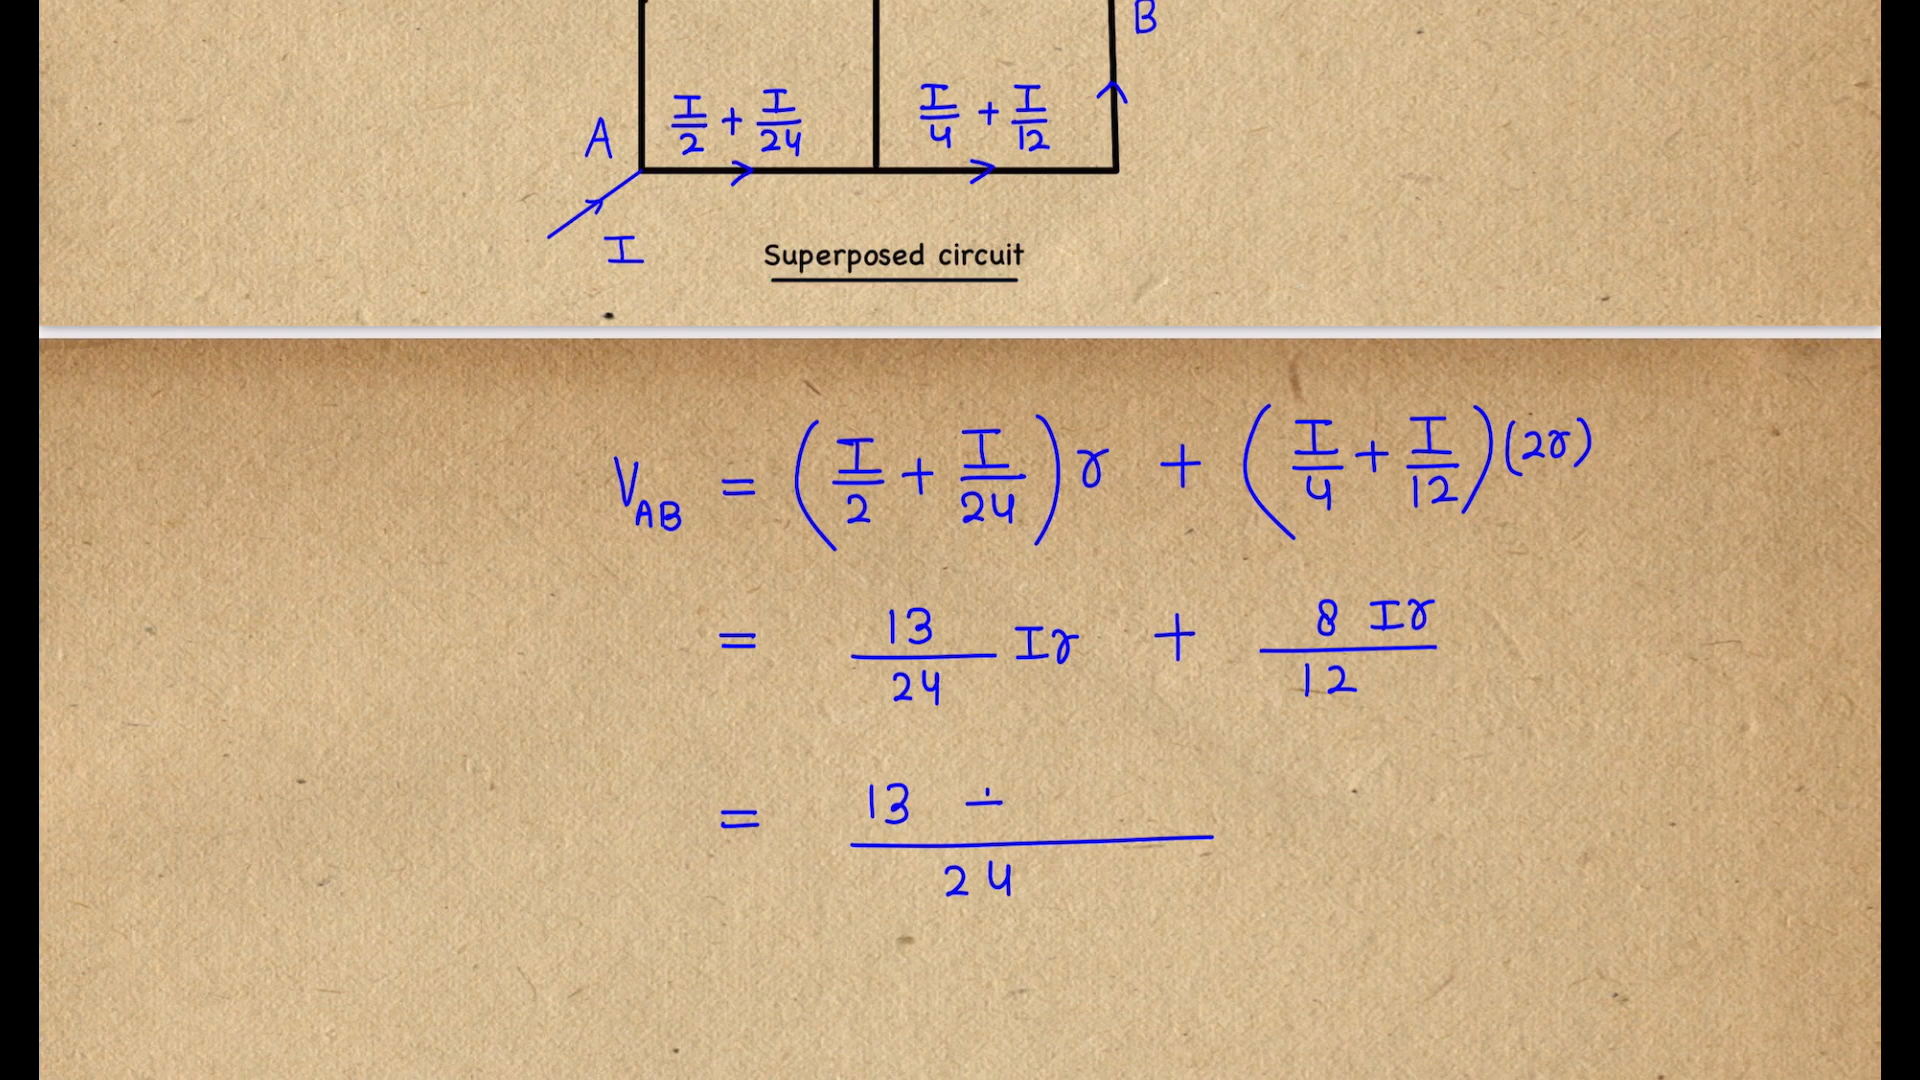 B
A
I/2 + I/24
I/4 + I/12
I
Superposed circuit
V_AB = (I/2 + I/24) r + (I/4 + I/12)(2r)
= 13/24 Ir + 8 Ir/12
= 13 ÷/24